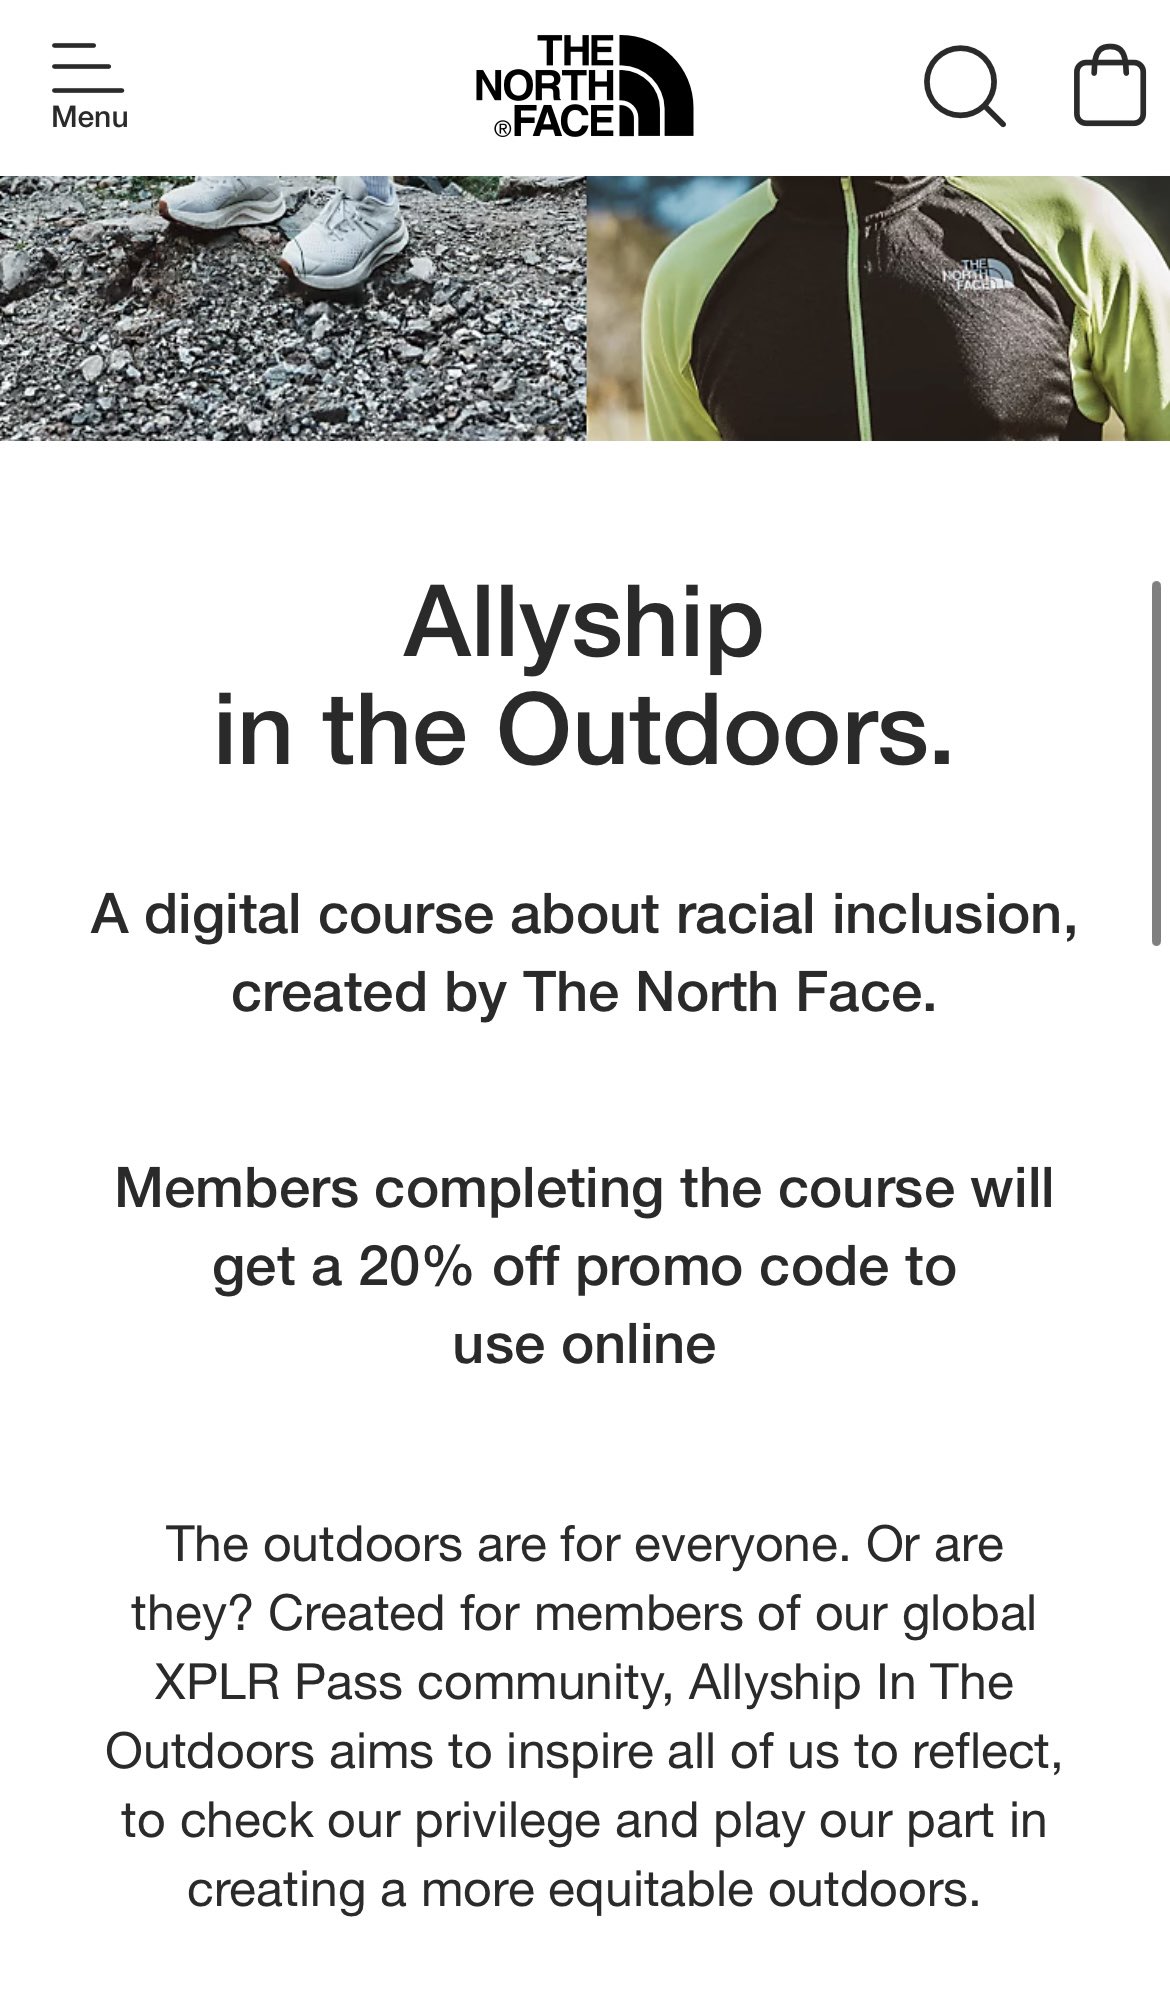 Menu
THE
NORTH
®FACE
THE
NORTH
FACE
Allyship
in the Outdoors.
A digital course about racial inclusion,
created by The North Face.
Members completing the course will
get a 20% off promo code to
use online
The outdoors are for everyone. Or are
they? Created for members of our global
XPLR Pass community, Allyship In The
Outdoors aims to inspire all of us to reflect,
to check our privilege and play our part in
creating a more equitable outdoors.